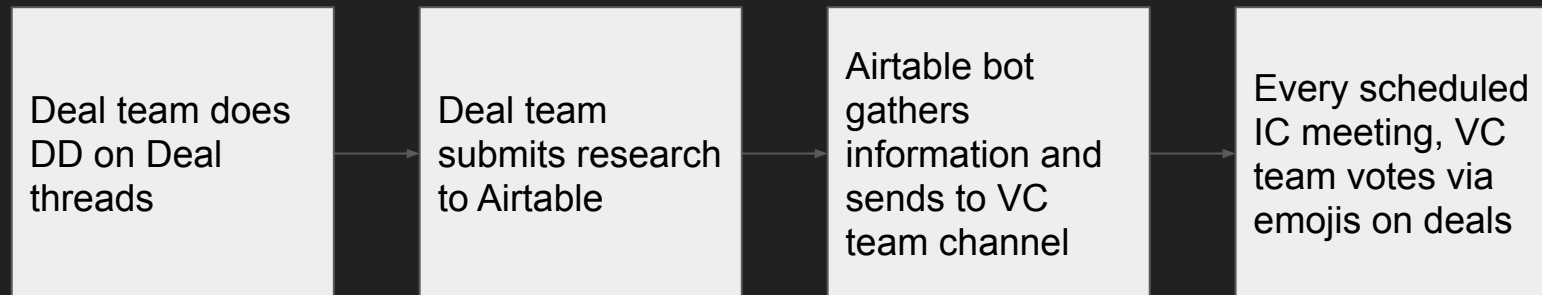 Deal team does
DD on Deal
threads
Deal team
submits research
to Airtable
Airtable bot
gathers
information and
sends to VC
team channel
Every scheduled
IC meeting, VC
team votes via
emojis on deals